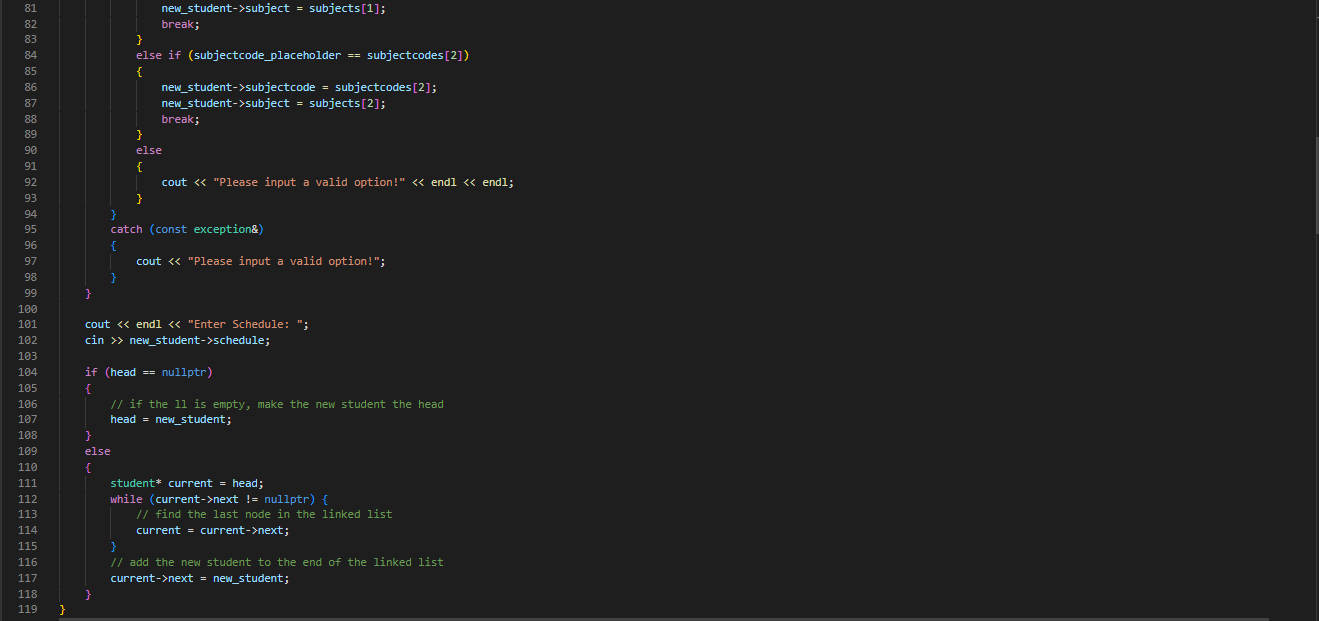 81 new_student->subject = subjects[1];
82 break;
83 }
84 else if (subjectcode_placeholder == subjectcodes[2])
85 {
86 new_student->subjectcode = subjectcodes[2];
87 new_student->subject = subjects[2];
88 break;
89 }
90 else
91 {
92 cout << "Please input a valid option!" << endl << endl;
93 }
94 }
95 catch (const exception&)
96 {
97 cout << "Please input a valid option!";
98 }
99 }
100
101 cout << endl << "Enter Schedule: ";
102 cin >> new_student->schedule;
103
104 if (head == nullptr)
105 {
106 // if the ll is empty, make the new student the head
107 head = new_student;
108 }
109 else
110 {
111 student* current = head;
112 while (current->next != nullptr) {
113 // find the last node in the linked list
114 current = current->next;
115 }
116 // add the new student to the end of the linked list
117 current->next = new_student;
118 }
119 }